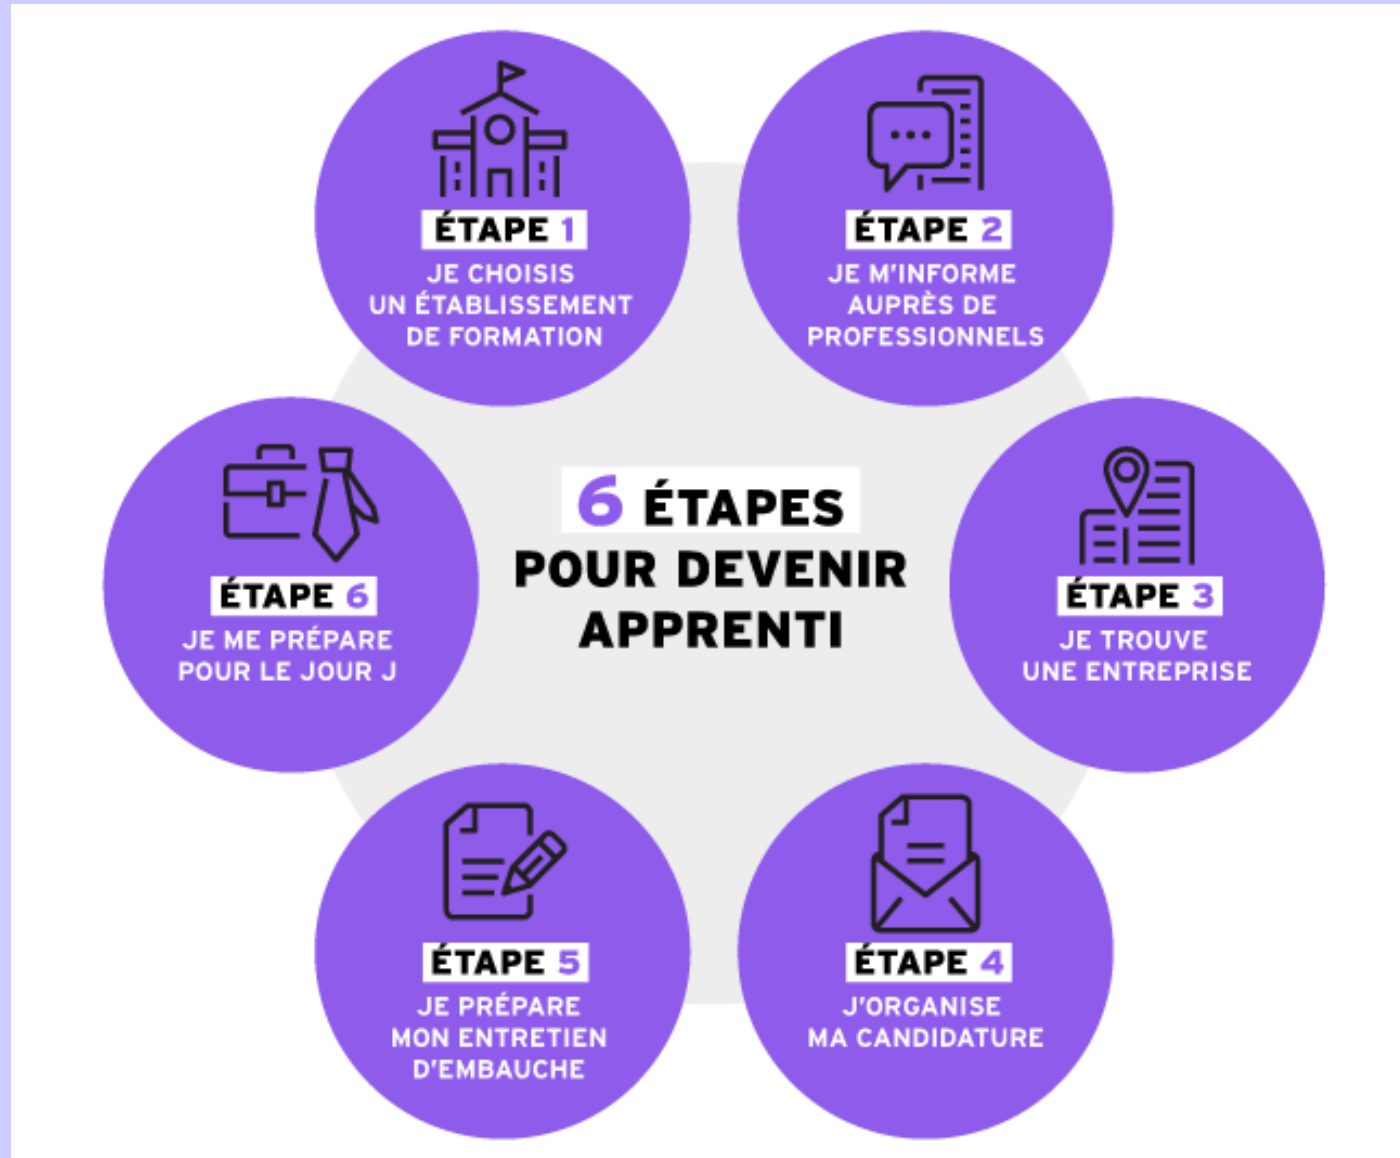 ÉTAPE 1
JE CHOISIS
UN ÉTABLISSEMENT
DE FORMATION
ÉTAPE 2
JE M'INFORME
AUPRÈS DE
PROFESSIONNELS
6 ÉTAPES
POUR DEVENIR
APPRENTI
ÉTAPE 3
JE TROUVE
UNE ENTREPRISE
ÉTAPE 4
J'ORGANISE
MA CANDIDATURE
ÉTAPE 5
JE PRÉPARE
MON ENTRETIEN
D'EMBAUCHE
ÉTAPE 6
JE ME PRÉPARE
POUR LE JOUR J